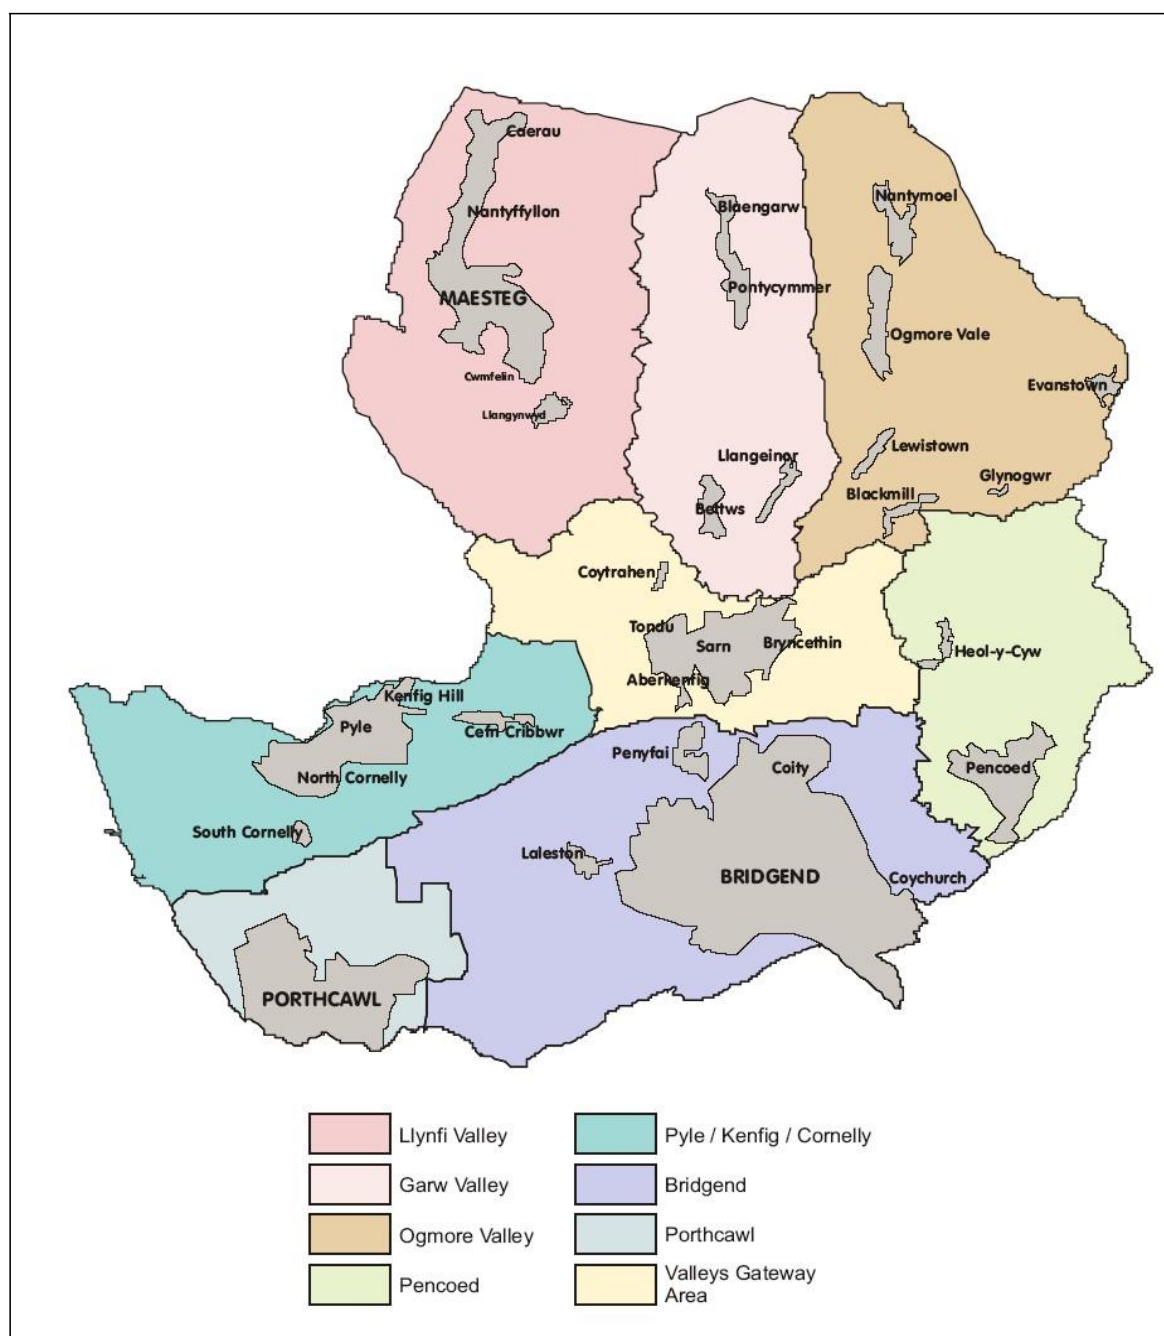 Caerau
Nantyffyllon
MAESTEG
Cwmfelin
Llangynwyd
Blaengarw
Pontycymmer
Llangeinor
Bettws
Nantymoel
Ogmore Vale
Evanstown
Lewistown
Glynogwr
Blackmill
Coytrahen
Tondu
Sarn
Bryncethin
Aberkenfig
Heol-y-Cyw
Pencoed
Kenfig Hill
Pyle
Cefn Cribbwr
North Cornelly
South Cornelly
Penyfai
Coity
Laleston
BRIDGEND
Coychurch
PORTHCAWL
Llynfi Valley
Garw Valley
Ogmore Valley
Pencoed
Pyle / Kenfig / Cornelly
Bridgend
Porthcawl
Valleys Gateway
Area